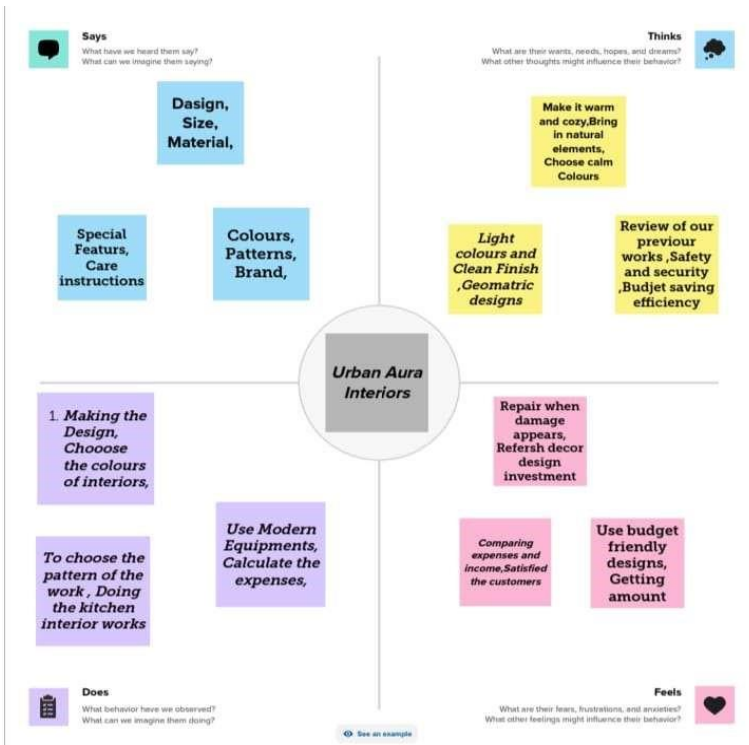 Says
What have we heard them say?
What can we imagine them saying?
Dasign,
Size,
Material,
Special
Featurs,
Care
instructions
Colours,
Patterns,
Brand,
Thinks
What are their wants, needs, hopes, and dreams?
What other thoughts might influence their behavior?
Make it warm
and cozy,Bring
in natural
elements,
Choose calm
Colours
Light
colours and
Clean Finish
,Geomatric
designs
Review of our
previour
works ,Safety
and security
,Budjet saving
efficiency
Urban Aura
Interiors
1. Making the
Design,
Chooose
the colours
of interiors,
To choose the
pattern of the
work , Doing
the kitchen
interior works
Use Modern
Equipments,
Calculate the
expenses,
Does
What behavior have we observed?
What can we imagine them doing?
Repair when
damage
appears,
Refersh decor
design
investment
Comparing
expenses and
income,Satisfied
the customers
Use budget
friendly
designs,
Getting
amount
Feels
What are their fears, frustrations, and anxieties?
What other feelings might influence their behavior?
See an example